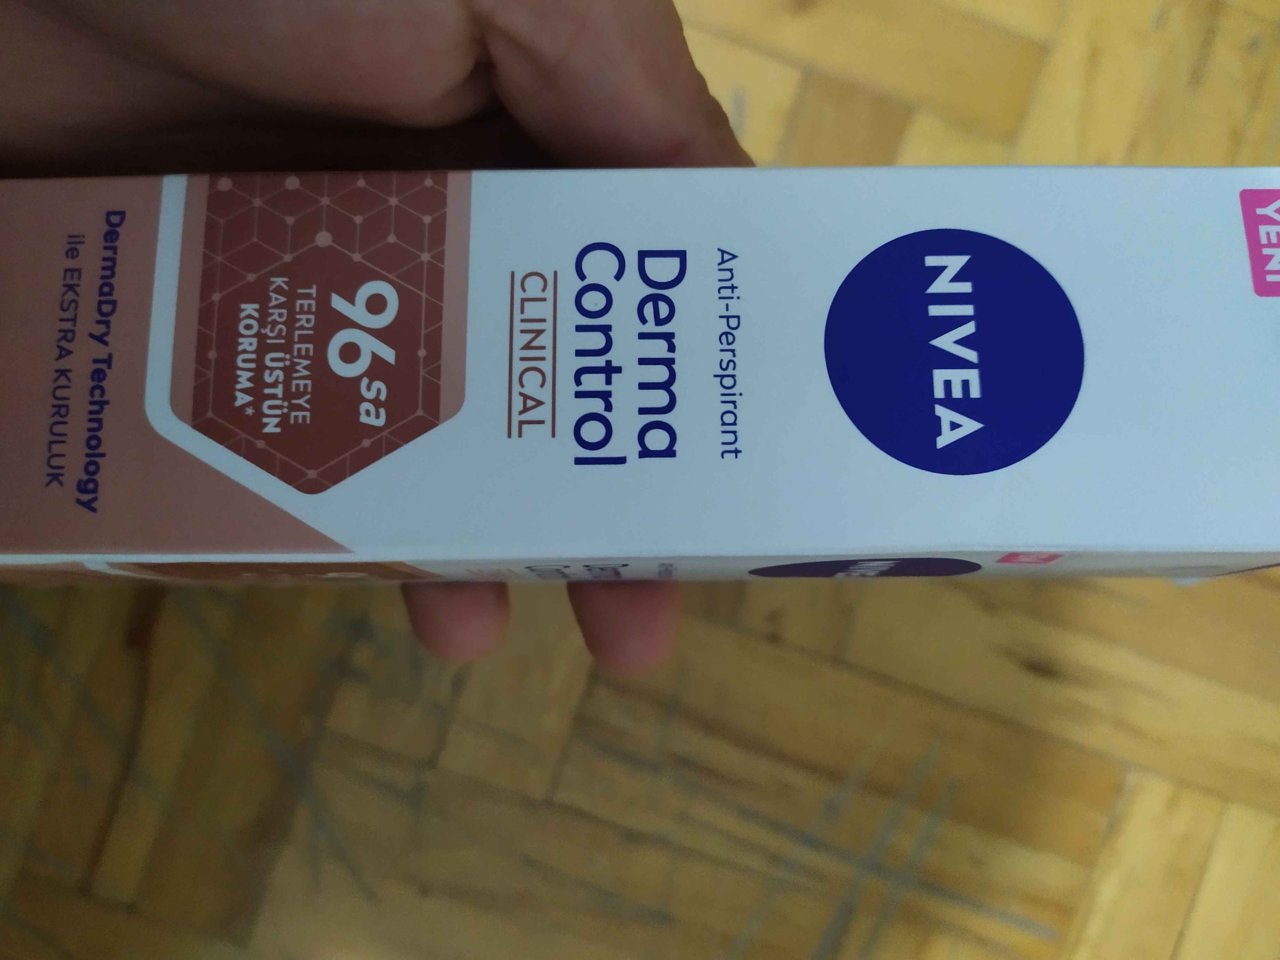 YENİ
NIVEA
Anti-Perspirant
Derma
Control
CLINICAL
96sa
TERLEMEYE
KARŞI ÜSTÜN
KORUMA*
DermaDry Technology
ile EKSTRA KURULUK